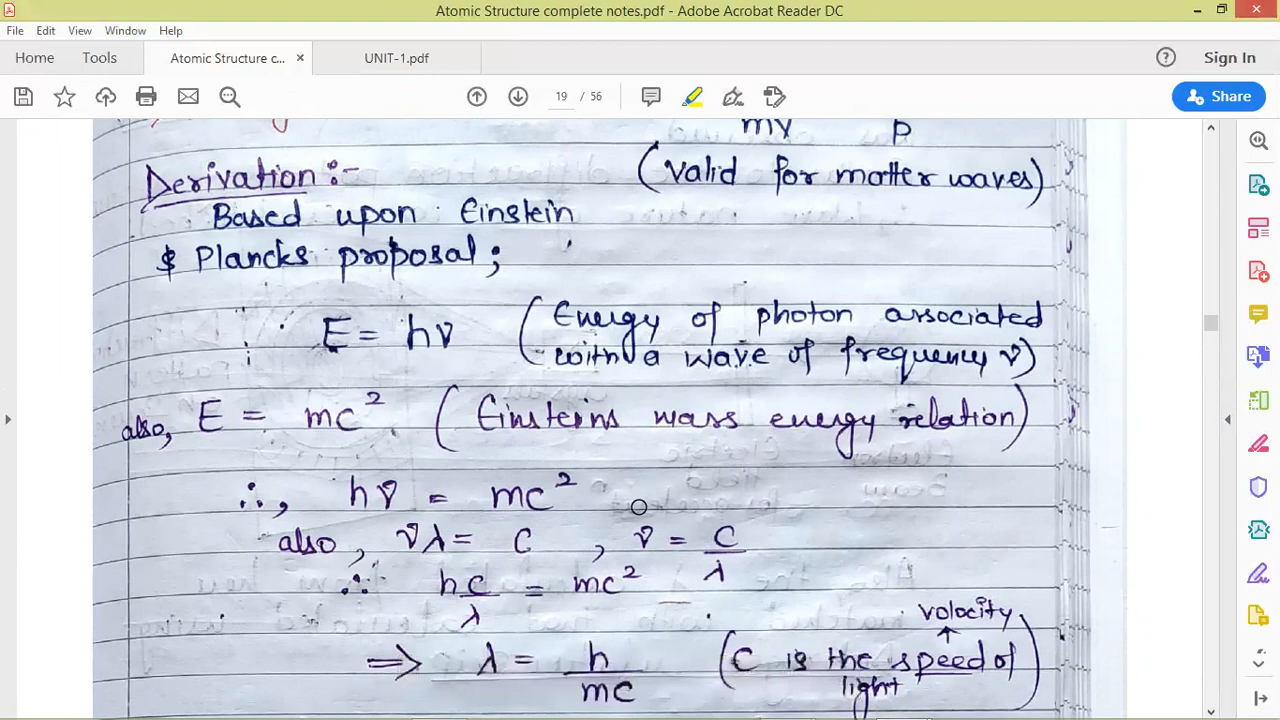 Atomic Structure complete notes.pdf - Adobe Acrobat Reader DC
File Edit View Window Help
Home Tools Atomic Structure c... × UNIT-1.pdf Sign In
19 / 56 Share
mv p
Derivation :- (Valid for matter waves)
Based upon Einstein
& Plancks proposal ;
E = hν (Energy of photon associated
with a wave of frequency ν)
also, E = mc² (Einsteins mass energy relation)
∴, hν = mc²
also, νλ = C , ν = C/λ
∴ hc/λ = mc²
volocity
⟹ λ = h/mc (C is the speed of
light)